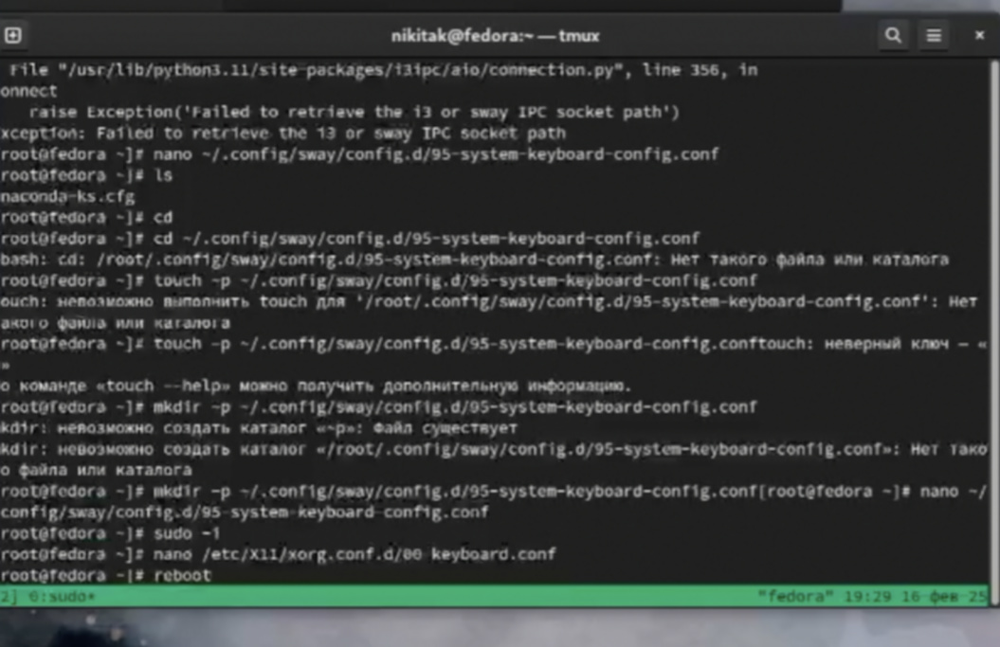 nikitak@fedora:~ — tmux
File "/usr/lib/python3.11/site-packages/i3ipc/aio/connection.py", line 356, in
onnect
raise Exception('Failed to retrieve the i3 or sway IPC socket path')
xception: Failed to retrieve the i3 or sway IPC socket path
root@fedora ~]# nano ~/.config/sway/config.d/95-system-keyboard-config.conf
root@fedora ~]# ls
naconda-ks.cfg
root@fedora ~]# cd
root@fedora ~]# cd ~/.config/sway/config.d/95-system-keyboard-config.conf
bash: cd: /root/.config/sway/config.d/95-system-keyboard-config.conf: Нет такого файла или каталога
root@fedora ~]# touch -p ~/.config/sway/config.d/95-system-keyboard-config.conf
ouch: невозможно выполнить touch для '/root/.config/sway/config.d/95-system-keyboard-config.conf': Нет
акого файла или каталога
root@fedora ~]# touch -p ~/.config/sway/config.d/95-system-keyboard-config.conftouch: неверный ключ — «
»
о команде «touch --help» можно получить дополнительную информацию.
root@fedora ~]# mkdir -p ~/.config/sway/config.d/95-system-keyboard-config.conf
kdir: невозможно создать каталог «-p»: Файл существует
kdir: невозможно создать каталог «/root/.config/sway/config.d/95-system-keyboard-config.conf»: Нет тако
о файла или каталога
root@fedora ~]# mkdir -p ~/.config/sway/config.d/95-system-keyboard-config.conf[root@fedora ~]# nano ~/
config/sway/config.d/95-system-keyboard-config.conf
root@fedora ~]# sudo -i
root@fedora ~]# nano /etc/X11/xorg.conf.d/00-keyboard.conf
root@fedora ~]# reboot
2] 0:sudo* "fedora" 19:29 16 фев 25